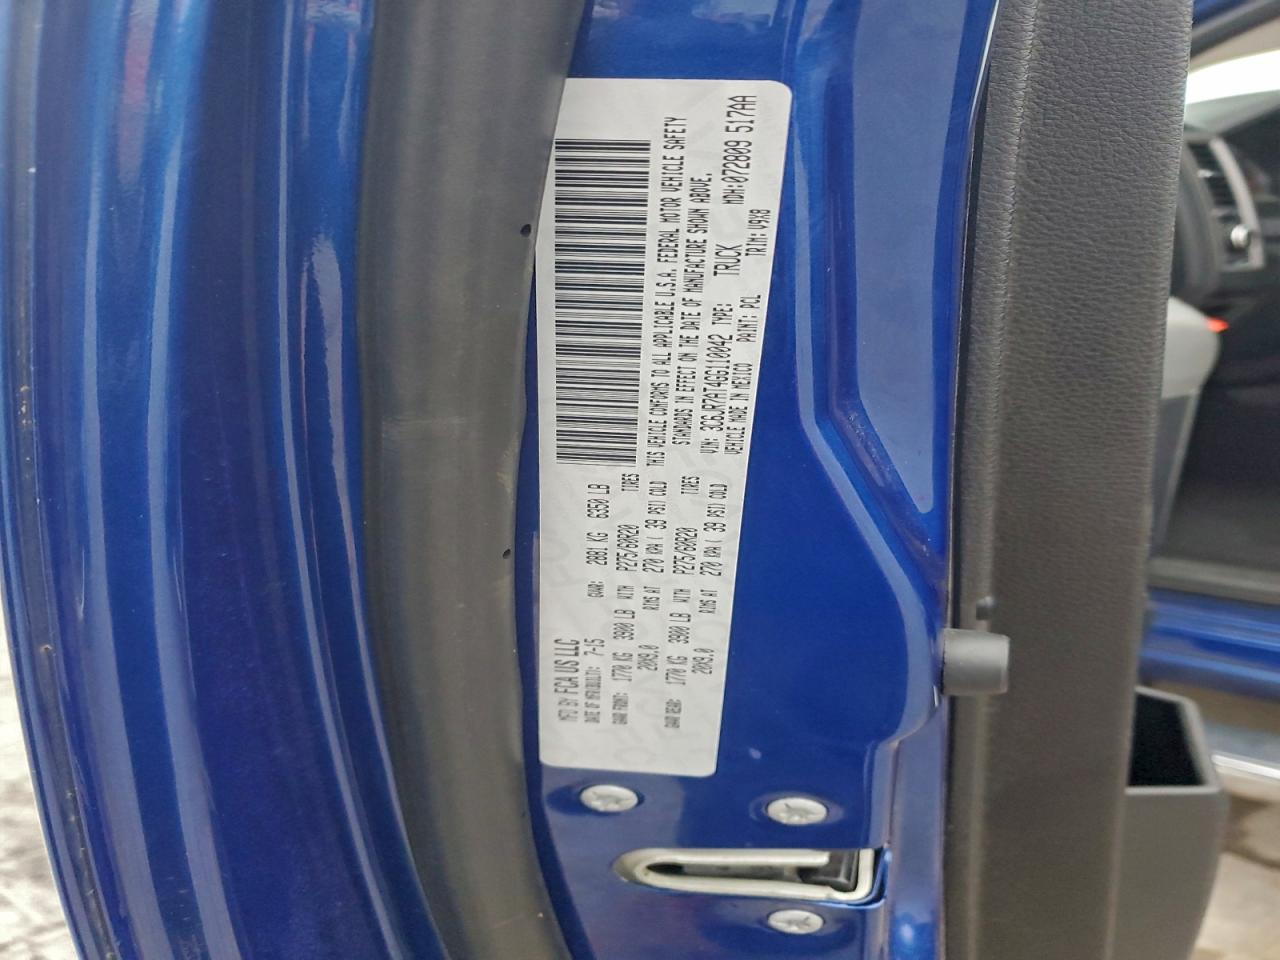 MFD BY FCA US LLC
DATE OF MFR(BUILT): 7-15 GVWR: 2881 KG 6350 LB
GAWR FRONT: 1770 KG 3900 LB WITH P275/60R20 TIRES
20X9.0 RIMS AT 270 KPA ( 39 PSI) COLD
GAWR REAR: 1770 KG 3900 LB WITH P275/60R20 TIRES
20X9.0 RIMS AT 270 KPA ( 39 PSI) COLD
THIS VEHICLE CONFORMS TO ALL APPLICABLE U.S.A. FEDERAL MOTOR VEHICLE SAFETY
STANDARDS IN EFFECT ON THE DATE OF MANUFACTURE SHOWN ABOVE.
VIN: 3C6JR7AT4GG110042 TYPE: TRUCK MDH:072809 517AA
VEHICLE MADE IN MEXICO PAINT: PCL TRIM: V9X8